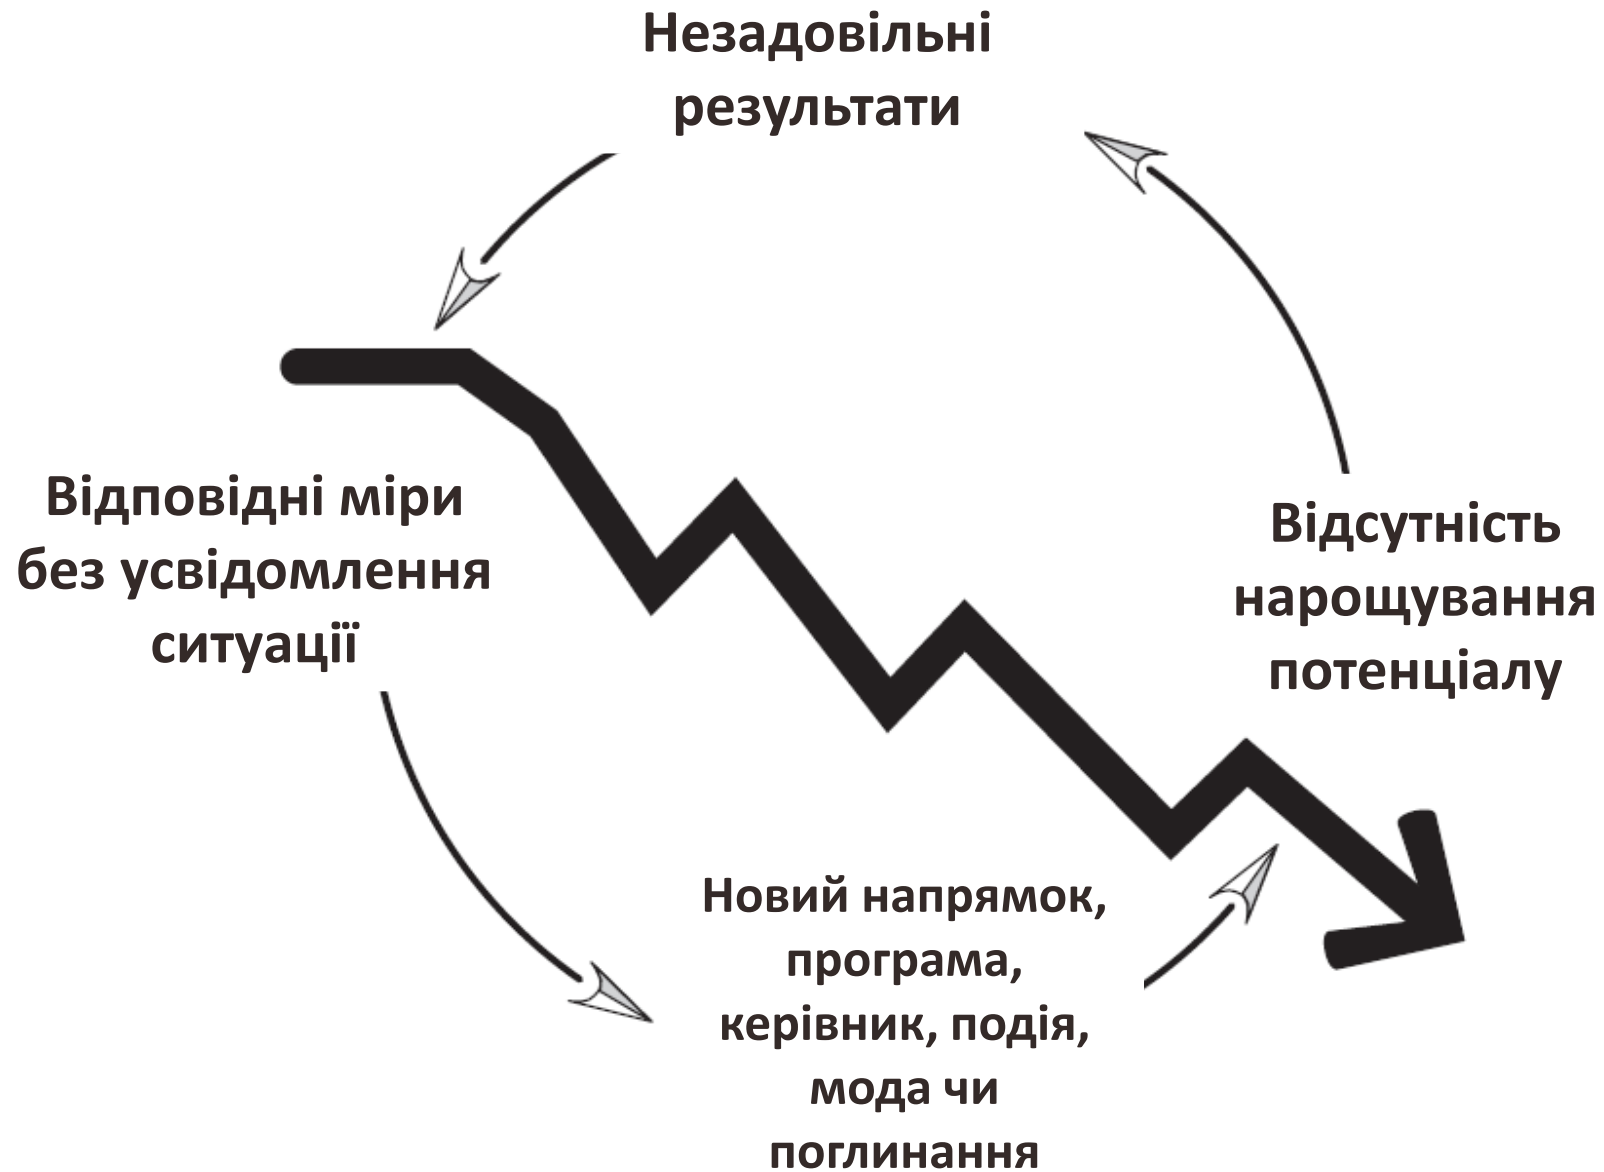 Незадовільні
результати
Відповідні міри
без усвідомлення
ситуації
Відсутність
нарощування
потенціалу
Новий напрямок,
програма,
керівник, подія,
мода чи
поглинання